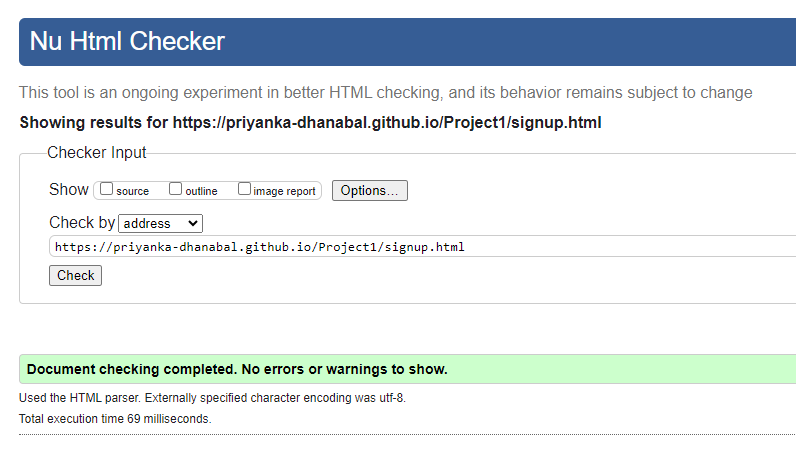 Nu Html Checker
This tool is an ongoing experiment in better HTML checking, and its behavior remains subject to change
Showing results for https://priyanka-dhanabal.github.io/Project1/signup.html
Checker Input
Show source outline image report Options...
Check by address
https://priyanka-dhanabal.github.io/Project1/signup.html
Check
Document checking completed. No errors or warnings to show.
Used the HTML parser. Externally specified character encoding was utf-8.
Total execution time 69 milliseconds.